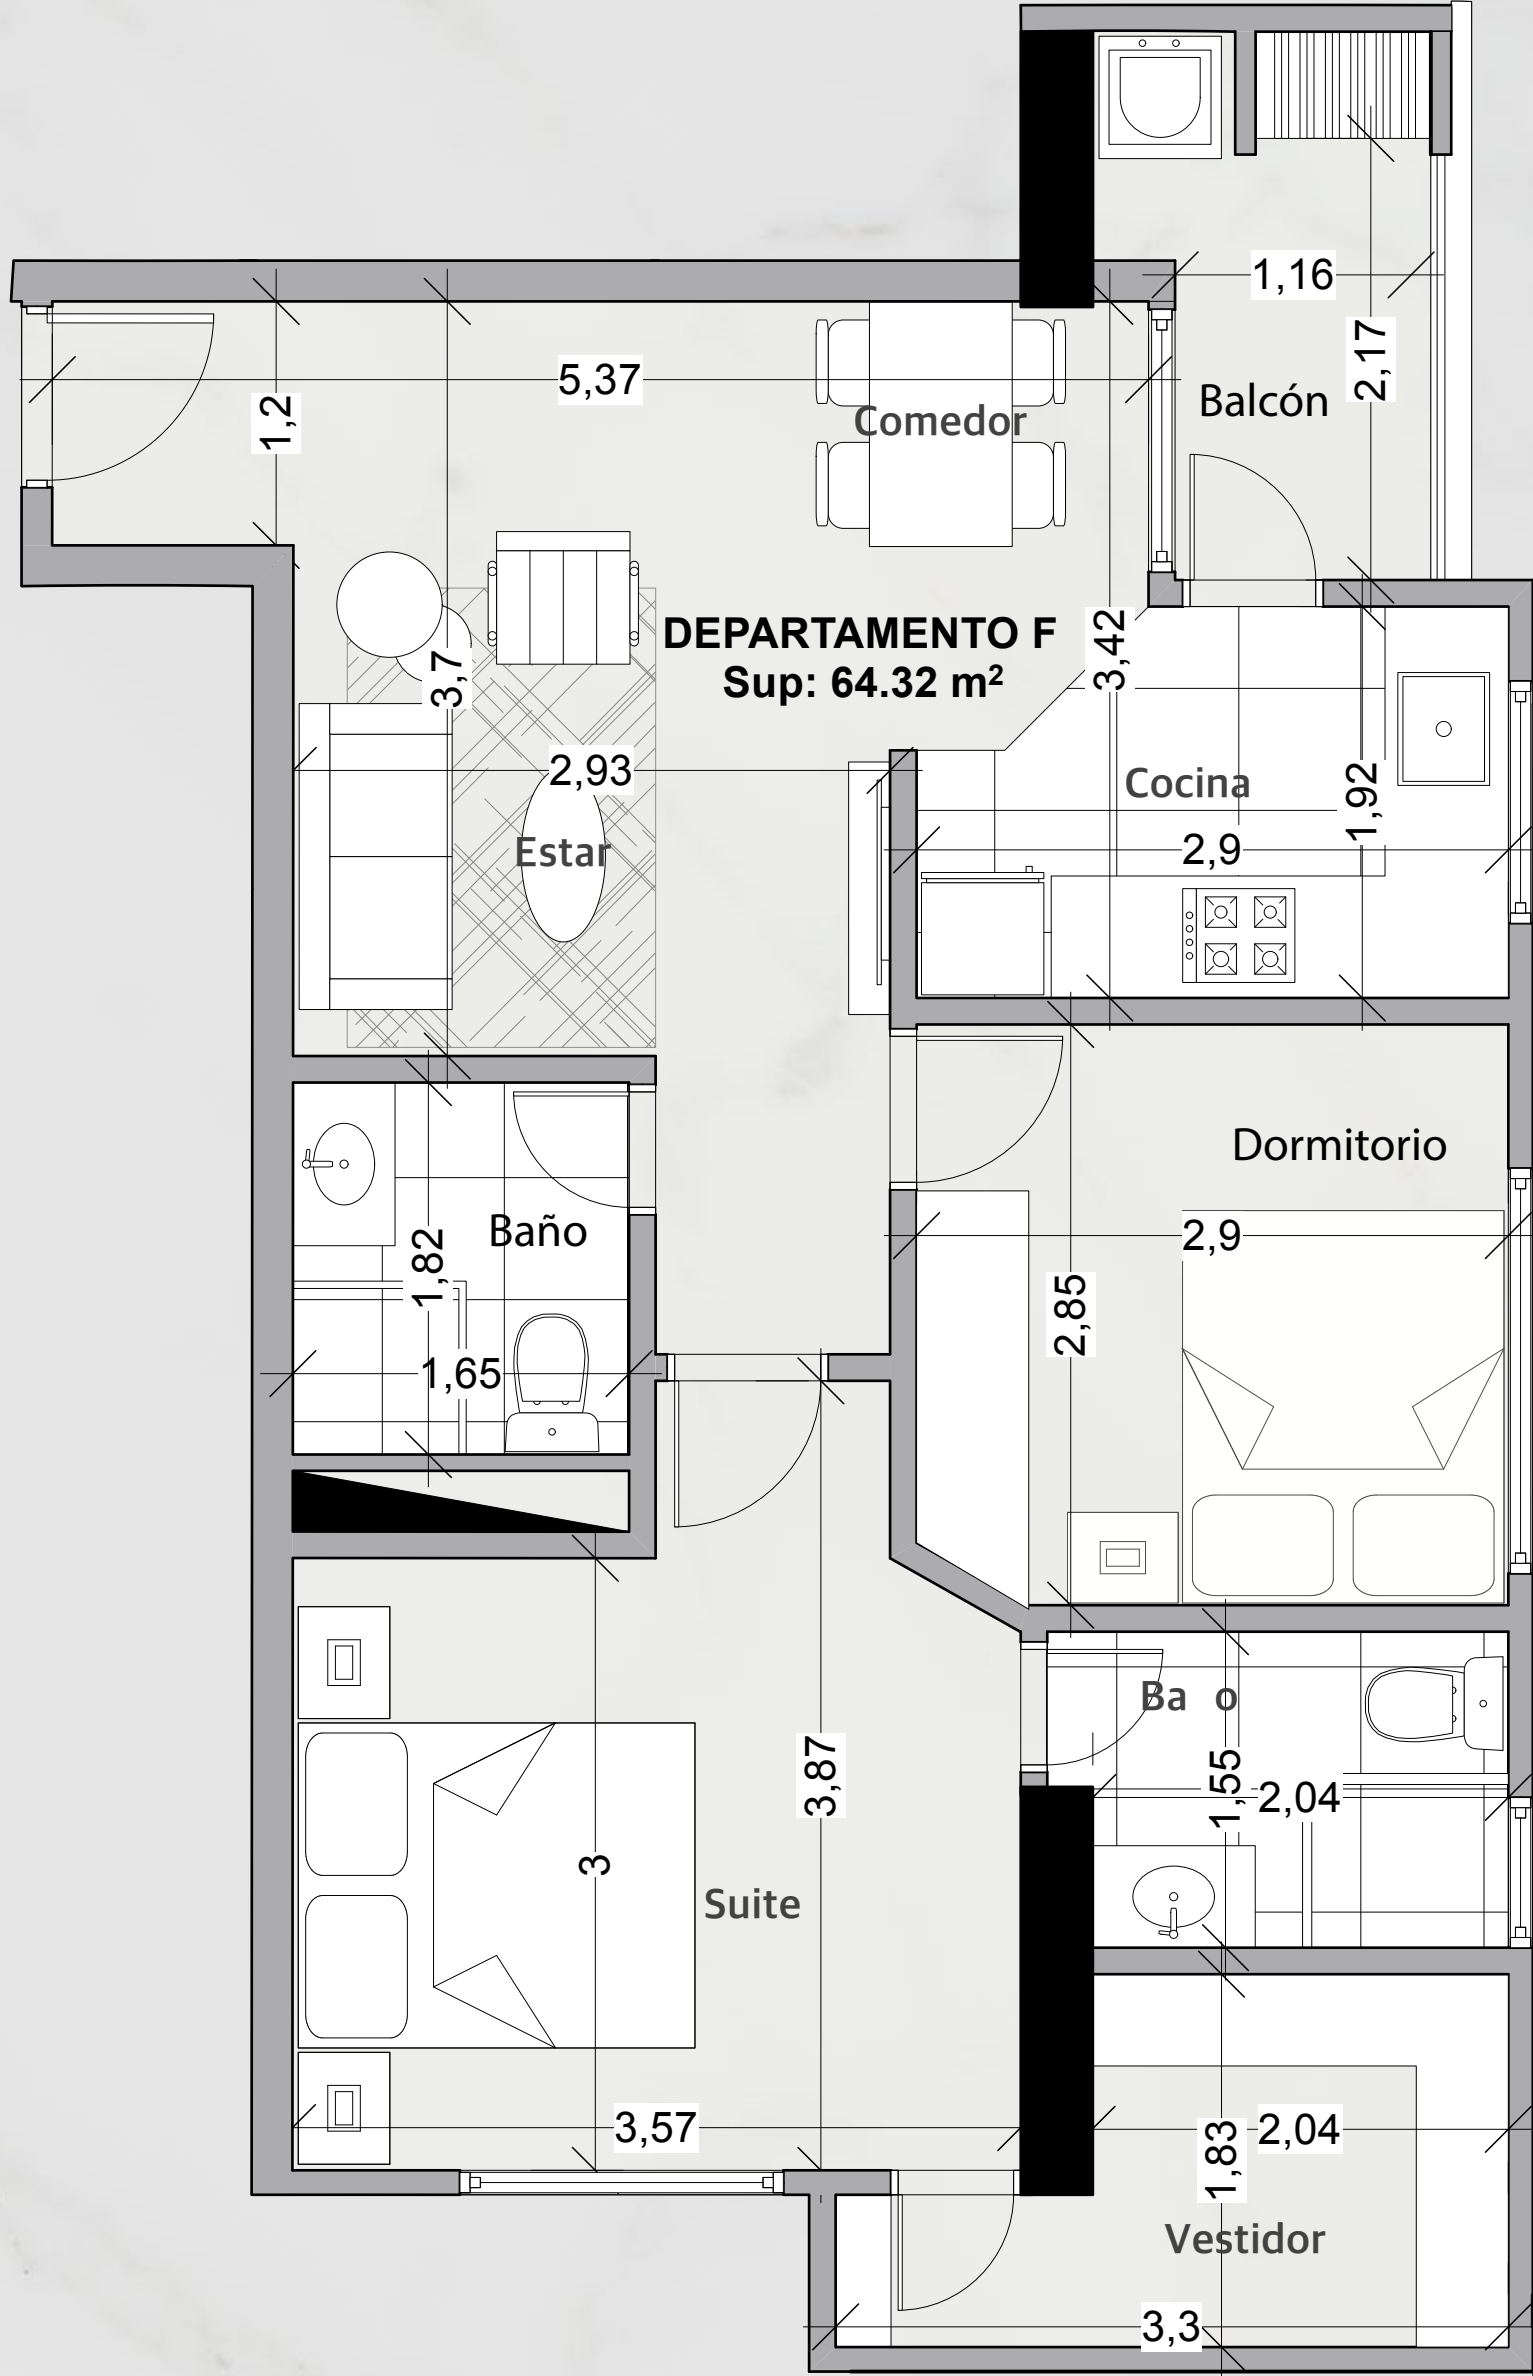 1,16
2,17
5,37
1,2
Balcón
Comedor
DEPARTAMENTO F
Sup: 64.32 m²
3,42
3,7
2,93
Cocina
1,92
2,9
Estar
Dormitorio
Baño
1,82
2,9
2,85
1,65
Ba o
1,55
2,04
3,87
3
Suite
3,57
2,04
1,83
Vestidor
3,3